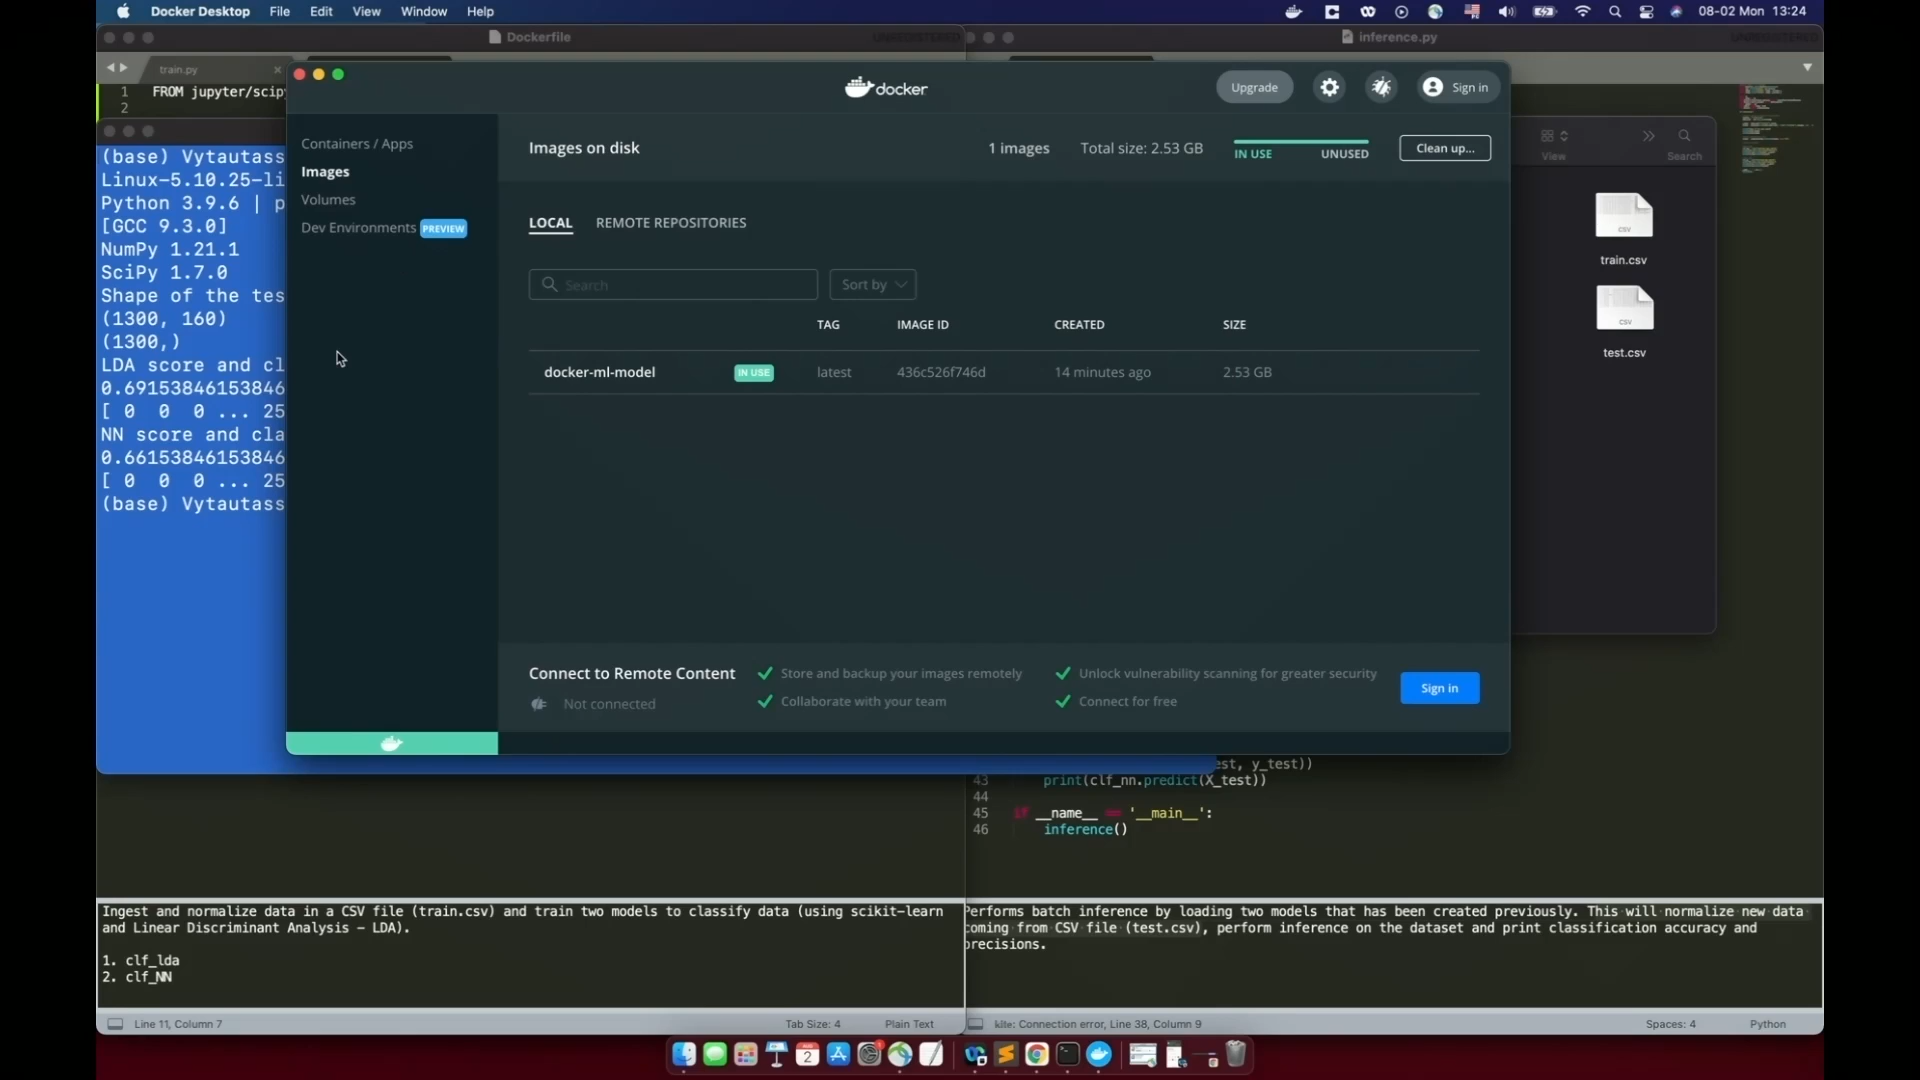 Docker Desktop File Edit View Window Help
08-02 Mon 13:24
Dockerfile
UNREGISTERED
inference.py
UNREGISTERED
train.py
1 FROM jupyter/scip
2
docker
Upgrade
Sign in
Containers / Apps
Images
Volumes
Dev Environments PREVIEW
Images on disk
1 images
Total size: 2.53 GB
IN USE
UNUSED
Clean up...
LOCAL
REMOTE REPOSITORIES
Search
Sort by
TAG IMAGE ID CREATED SIZE
docker-ml-model IN USE latest 436c526f746d 14 minutes ago 2.53 GB
Connect to Remote Content
Not connected
Store and backup your images remotely
Collaborate with your team
Unlock vulnerability scanning for greater security
Connect for free
Sign in
(base) Vytautass
Linux-5.10.25-li
Python 3.9.6 | p
[GCC 9.3.0]
NumPy 1.21.1
SciPy 1.7.0
Shape of the tes
(1300, 160)
(1300,)
LDA score and cl
0.69153846153846
[ 0 0 0 ... 25
NN score and cla
0.66153846153846
[ 0 0 0 ... 25
(base) Vytautass
View
Search
CSV
train.csv
CSV
test.csv
est, y_test))
43 print(clf_nn.predict(X_test))
44
45 if __name__ == '__main__':
46 inference()
Ingest and normalize data in a CSV file (train.csv) and train two models to classify data (using scikit-learn
and Linear Discriminant Analysis - LDA).
1. clf_lda
2. clf_NN
Performs batch inference by loading two models that has been created previously. This will normalize new data
coming from CSV file (test.csv), perform inference on the dataset and print classification accuracy and
precisions.
Line 11, Column 7
Tab Size: 4
Plain Text
kite: Connection error, Line 38, Column 9
Spaces: 4
Python